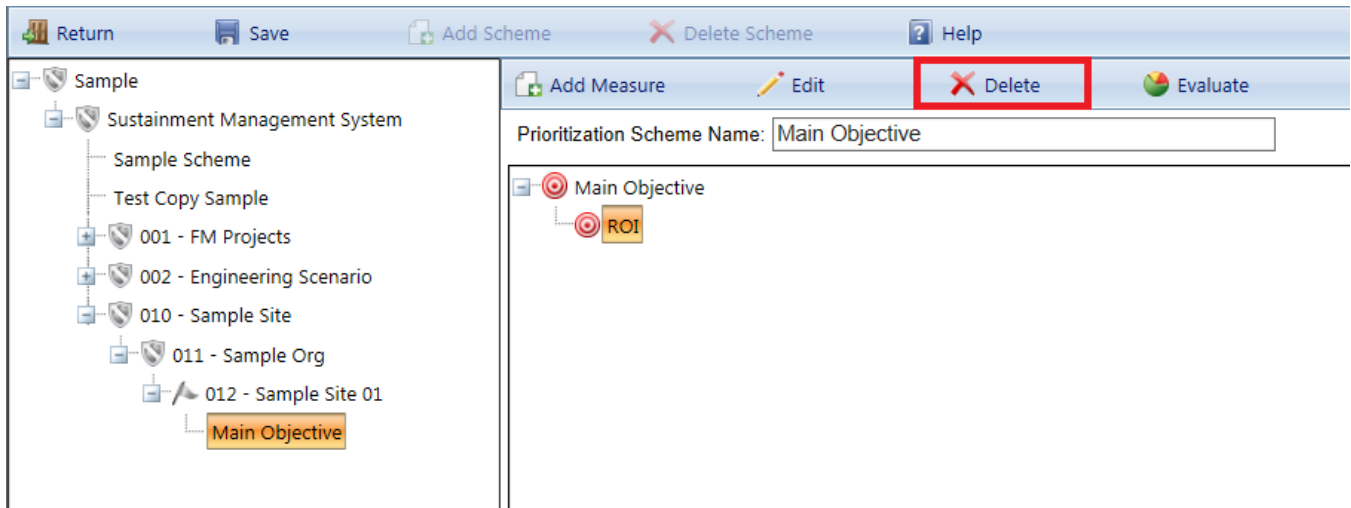 Return Save Add Scheme Delete Scheme Help
Sample
Sustainment Management System
Sample Scheme
Test Copy Sample
001 - FM Projects
002 - Engineering Scenario
010 - Sample Site
011 - Sample Org
012 - Sample Site 01
Main Objective
Add Measure Edit Delete Evaluate
Prioritization Scheme Name: Main Objective
Main Objective
ROI